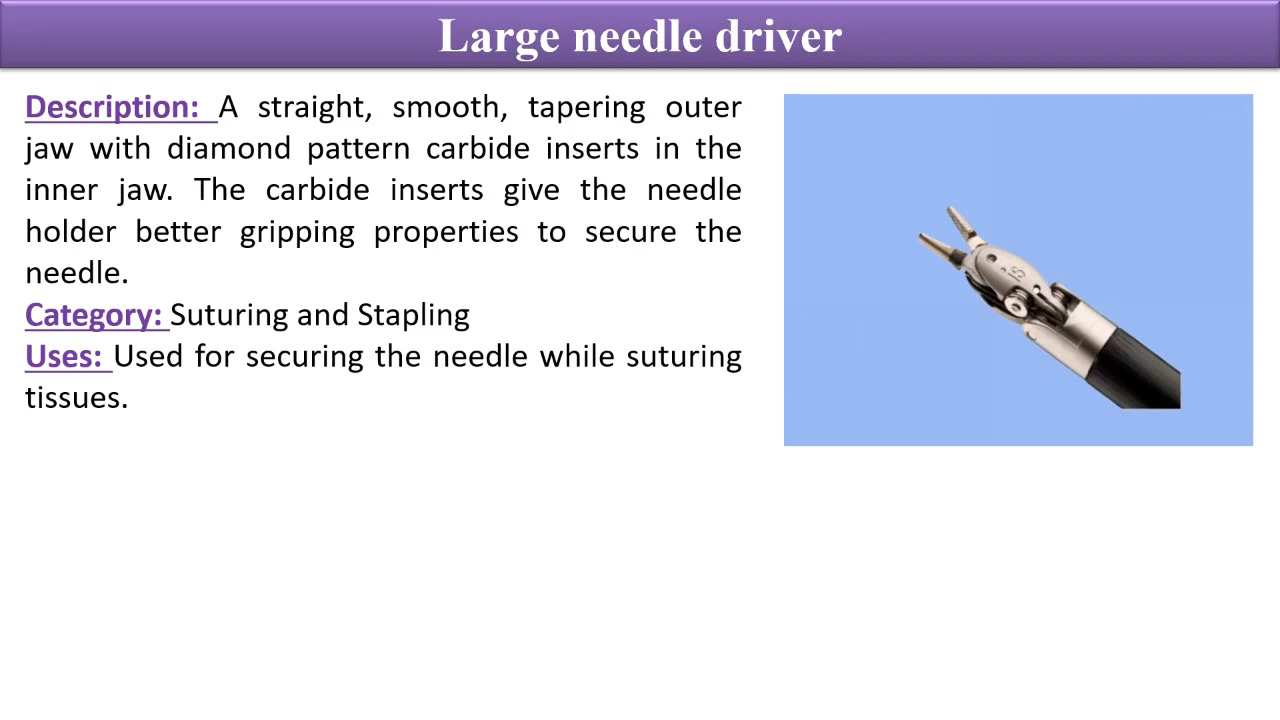 Large needle driver
Description: A straight, smooth, tapering outer
jaw with diamond pattern carbide inserts in the
inner jaw. The carbide inserts give the needle
holder better gripping properties to secure the
needle.
Category: Suturing and Stapling
Uses: Used for securing the needle while suturing
tissues.